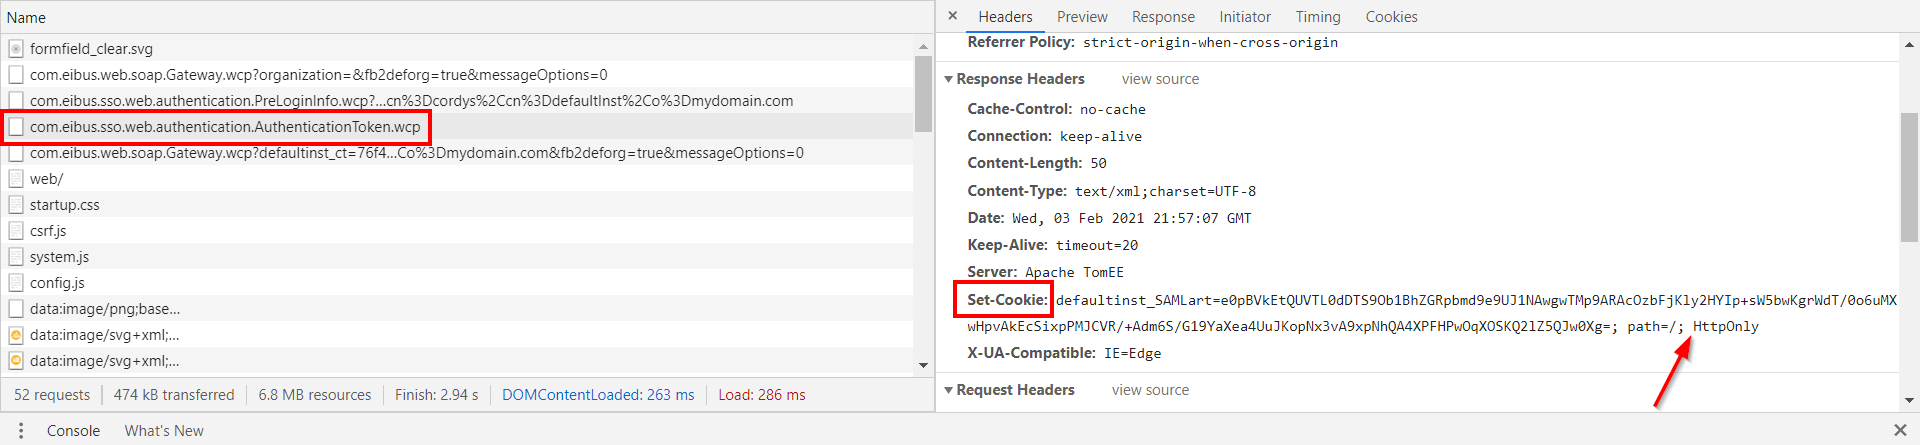 Name
formfield_clear.svg
com.eibus.web.soap.Gateway.wcp?organization=&fb2deforg=true&messageOptions=0
com.eibus.sso.web.authentication.PreLoginInfo.wcp?...cn%3Dcordys%2Ccn%3DdefaultInst%2Co%3Dmydomain.com
com.eibus.sso.web.authentication.AuthenticationToken.wcp
com.eibus.web.soap.Gateway.wcp?defaultinst_ct=76f4...Co%3Dmydomain.com&fb2deforg=true&messageOptions=0
web/
startup.css
csrf.js
system.js
config.js
data:image/png;base...
data:image/svg+xml;...
data:image/svg+xml;...
52 requests 474 kB transferred 6.8 MB resources Finish: 2.94 s DOMContentLoaded: 263 ms Load: 286 ms
× Headers Preview Response Initiator Timing Cookies
Referrer Policy: strict-origin-when-cross-origin
Response Headers view source
Cache-Control: no-cache
Connection: keep-alive
Content-Length: 50
Content-Type: text/xml;charset=UTF-8
Date: Wed, 03 Feb 2021 21:57:07 GMT
Keep-Alive: timeout=20
Server: Apache TomEE
Set-Cookie: defaultinst_SAMLart=e0pBVkEtQUVTL0dDTS9Ob1BhZGRpbmd9e9UJ1NAwgwTMp9ARAcOzbFjKly2HYIp+sW5bwKgrWdT/0o6uMX
wHpvAkEcSixpPMJCVR/+Adm6S/G19YaXea4UuJKopNx3vA9xpNhQA4XPFHPwOqXOSKQ2lZ5QJw0Xg=; path=/; HttpOnly
X-UA-Compatible: IE=Edge
Request Headers view source
Console What's New